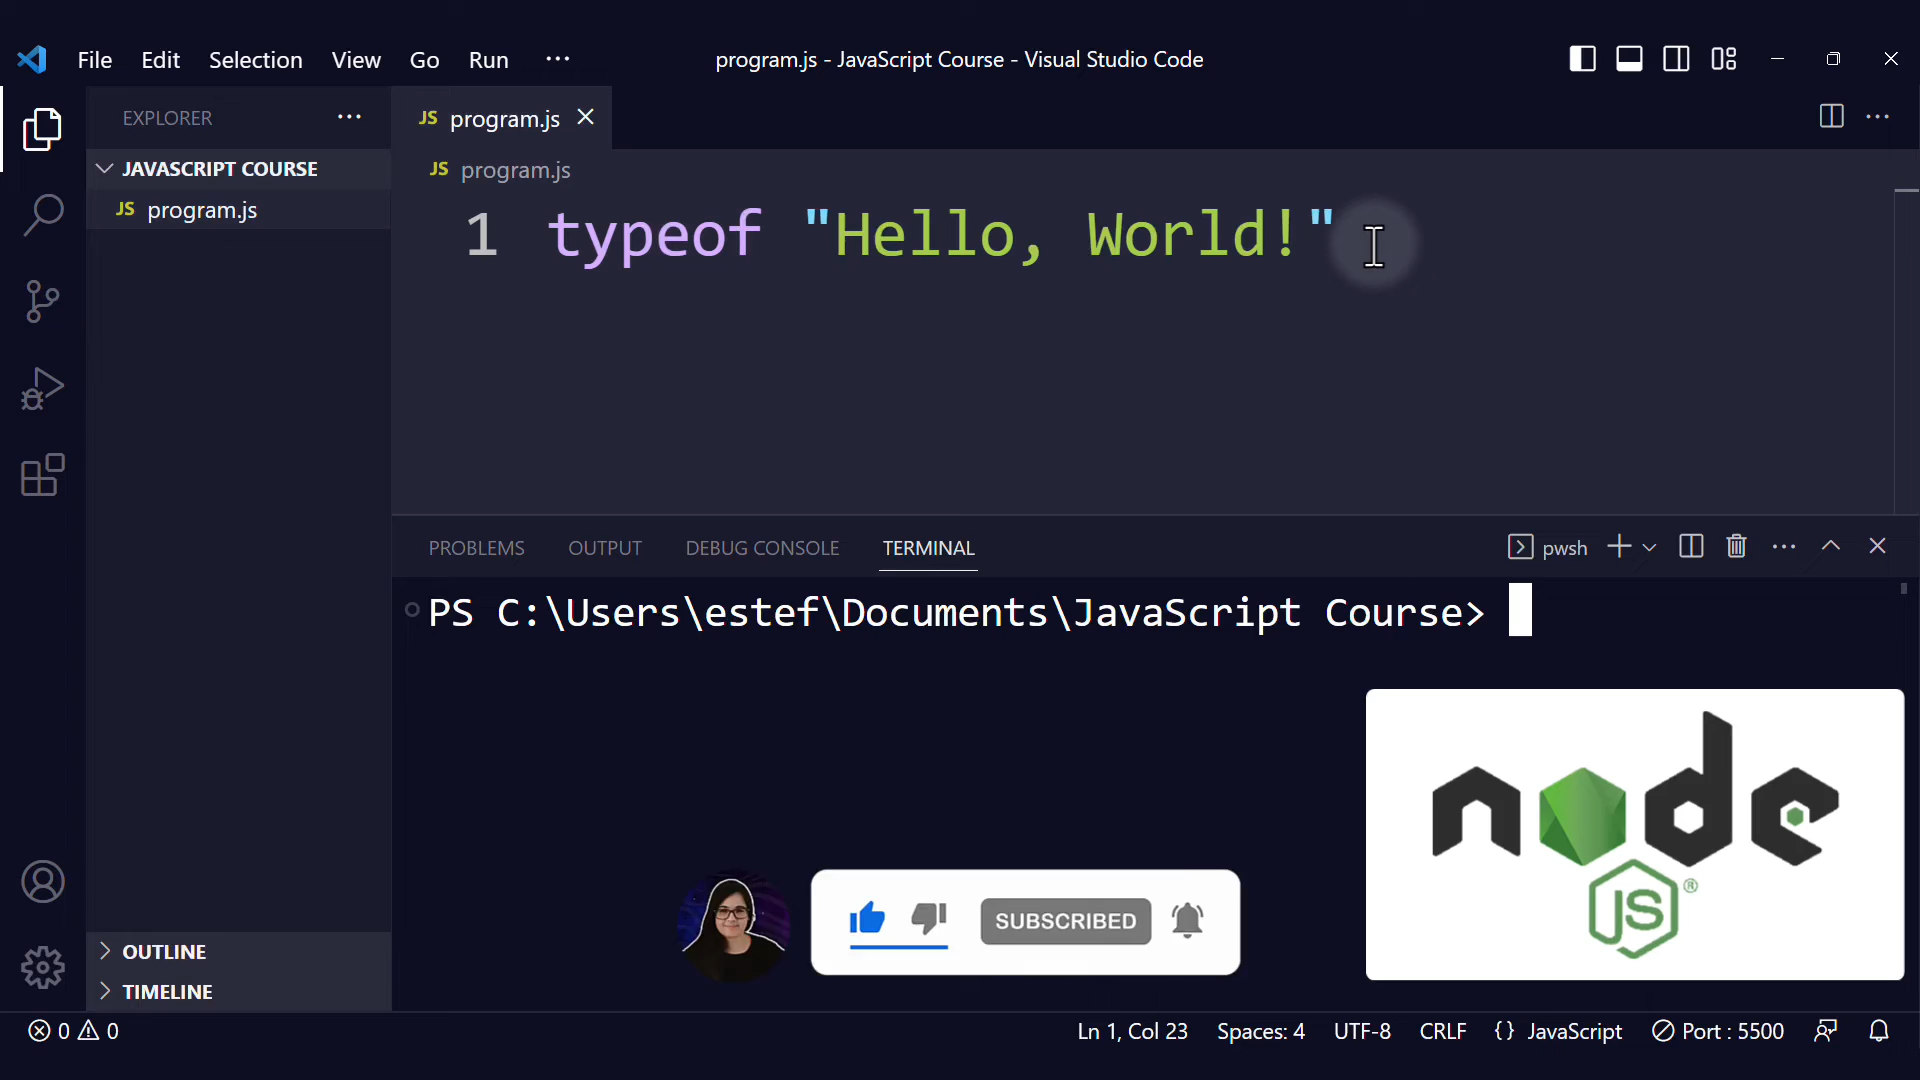 File Edit Selection View Go Run ··· program.js - JavaScript Course - Visual Studio Code
EXPLORER ···
JS program.js
···
JAVASCRIPT COURSE
JS program.js
JS program.js
1 typeof "Hello, World!"
PROBLEMS OUTPUT DEBUG CONSOLE TERMINAL
pwsh
PS C:\Users\estef\Documents\JavaScript Course>
node
JS®
SUBSCRIBED
OUTLINE
TIMELINE
0 0
Ln 1, Col 23 Spaces: 4 UTF-8 CRLF {} JavaScript Port : 5500